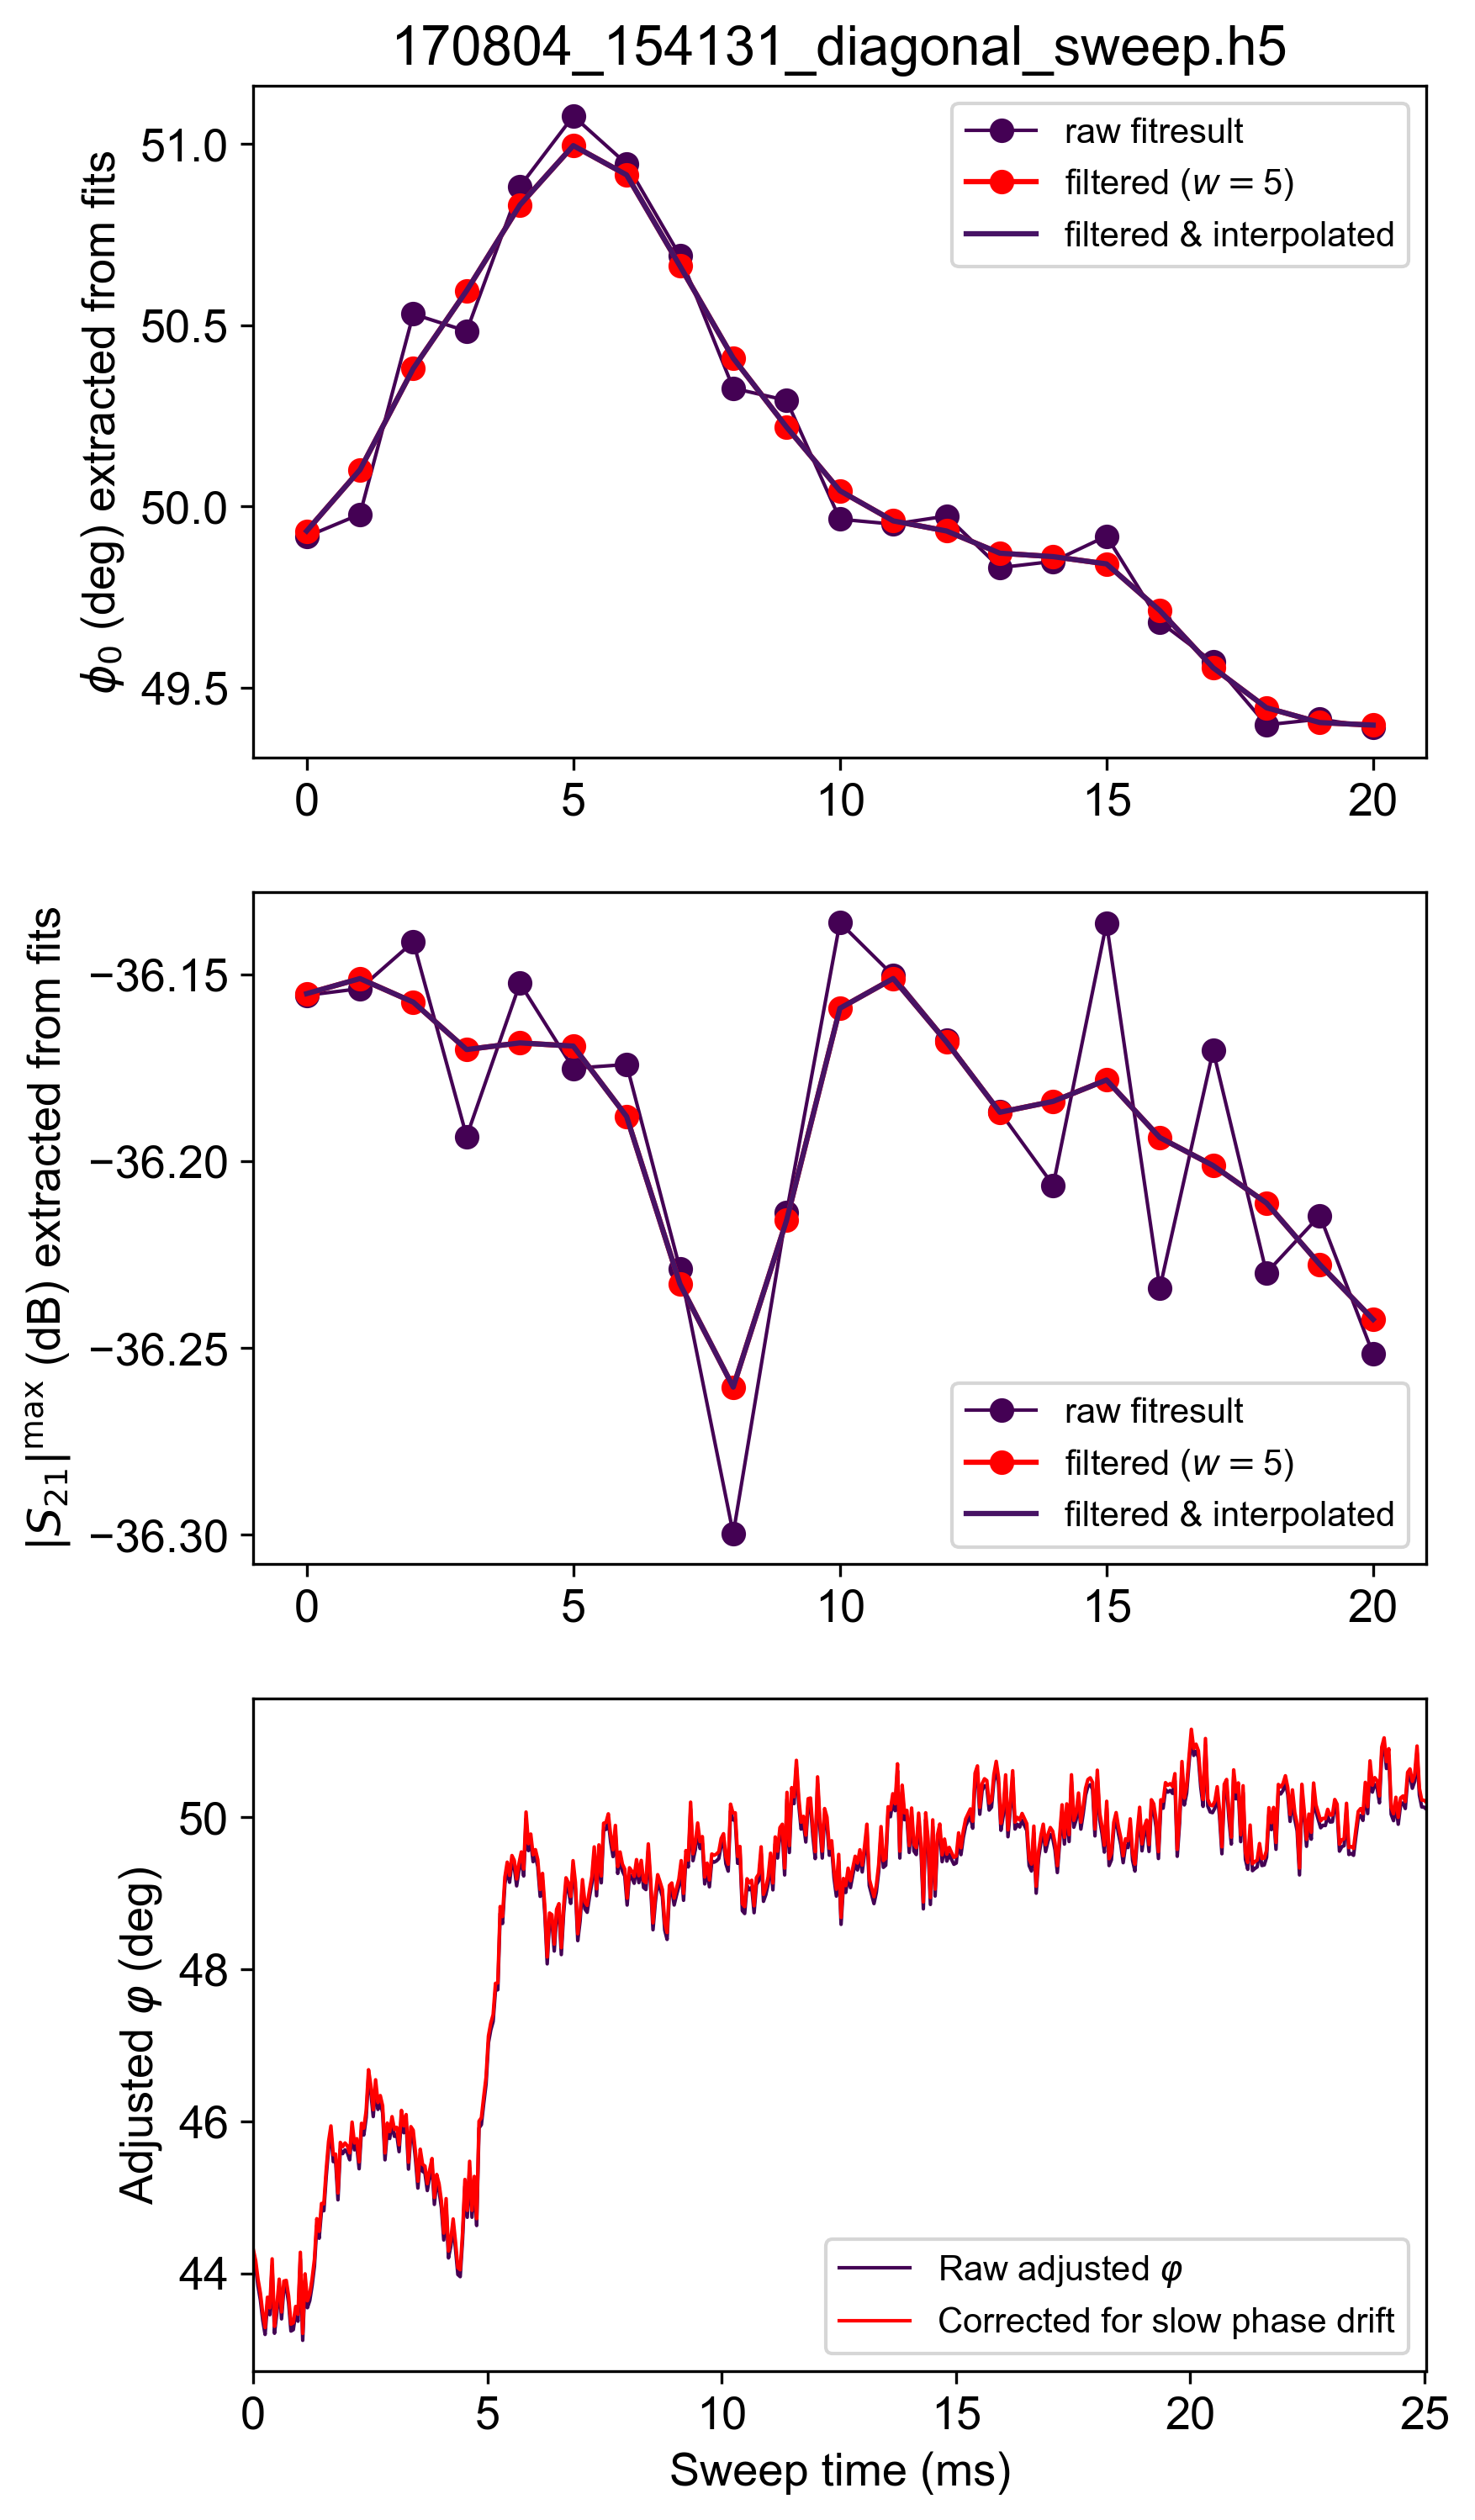 170804_154131_diagonal_sweep.h5
ϕ₀ (deg) extracted from fits
51.0
50.5
50.0
49.5
raw fitresult
filtered (w = 5)
filtered & interpolated
0 5 10 15 20
|S₂₁|ᵐᵃˣ (dB) extracted from fits
−36.15
−36.20
−36.25
−36.30
raw fitresult
filtered (w = 5)
filtered & interpolated
0 5 10 15 20
Adjusted φ (deg)
50
48
46
44
Raw adjusted φ
Corrected for slow phase drift
0 5 10 15 20 25
Sweep time (ms)